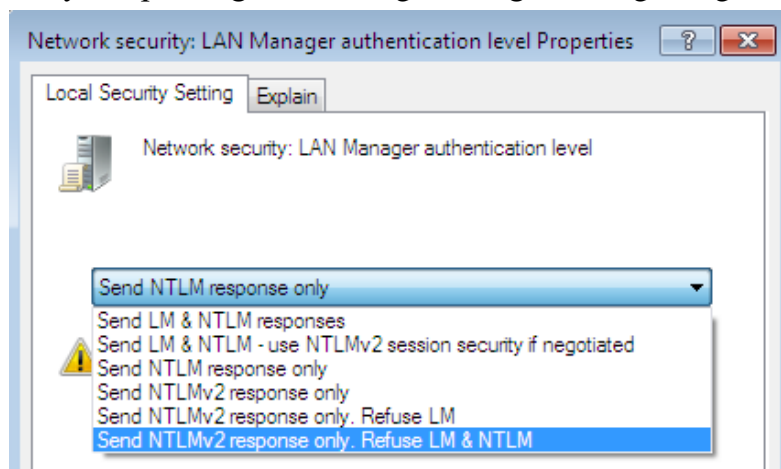 Network security: LAN Manager authentication level Properties
Local Security Setting Explain
Network security: LAN Manager authentication level
Send NTLM response only
Send LM & NTLM responses
Send LM & NTLM - use NTLMv2 session security if negotiated
Send NTLM response only
Send NTLMv2 response only
Send NTLMv2 response only. Refuse LM
Send NTLMv2 response only. Refuse LM & NTLM